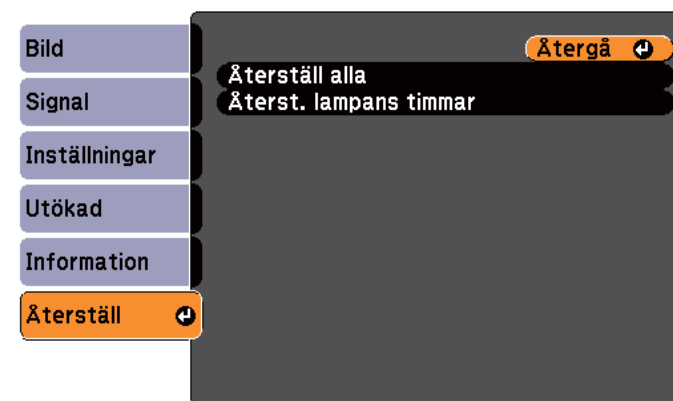 Bild
Signal
Inställningar
Utökad
Information
Återställ
Återgå
Återställ alla
Återst. lampans timmar